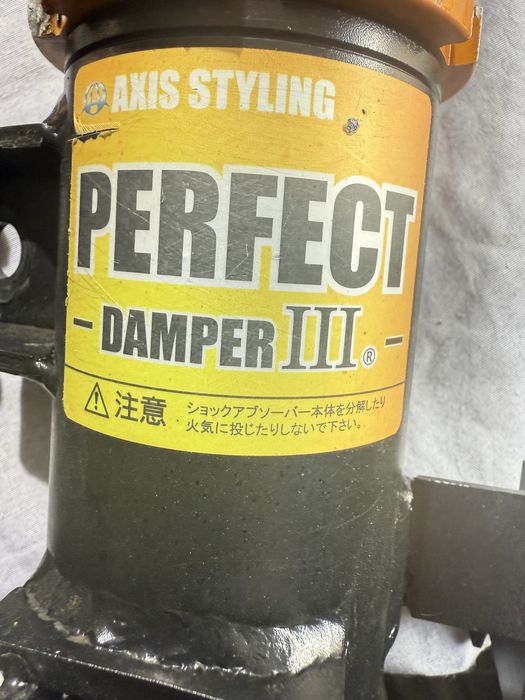 AXIS STYLING
PERFECT
- DAMPER III® -
注意 ショックアブソーバー本体を分解したり
火気に投じたりしないで下さい。